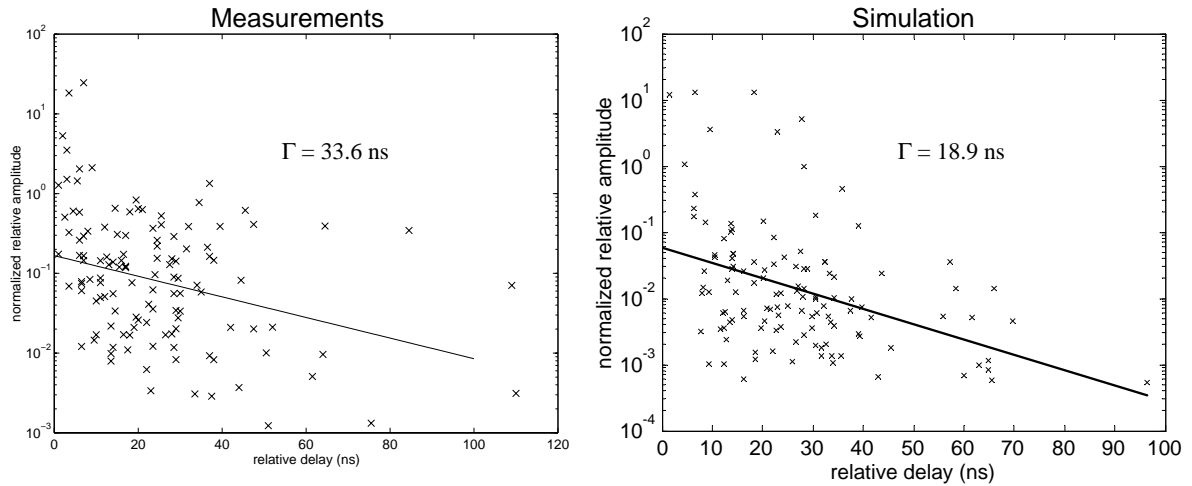 Measurements
normalized relative amplitude
10^2
10^1
10^0
10^-1
10^-2
10^-3
0 20 40 60 80 100 120
relative delay (ns)
Γ = 33.6 ns
Simulation
normalized relative amplitude
10^2
10^1
10^0
10^-1
10^-2
10^-3
10^-4
0 10 20 30 40 50 60 70 80 90 100
relative delay (ns)
Γ = 18.9 ns